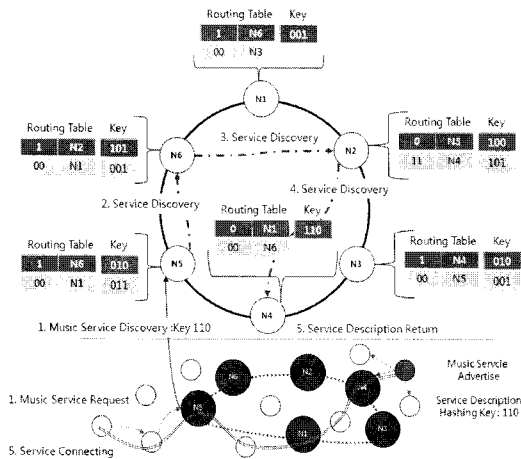 Routing Table Key
1 N6 001
00 N3
N1
Routing Table Key
1 N2 101
00 N1 001
N6
3. Service Discovery
N2
Routing Table Key
0 N5 100
11 N4 101
2. Service Discovery
4. Service Discovery
Routing Table Key
0 N1 110
00 N6
Routing Table Key
1 N6 010
00 N1 011
N5
N3
Routing Table Key
1 N4 010
00 N5 001
N4
1. Music Service Discovery :Key 110
5. Service Description Return
N6
N2
N4
Music Servcie
Advertise
1. Music Service Request
N5
N1
N3
Service Description
Hashing Key : 110
5. Service Connecting